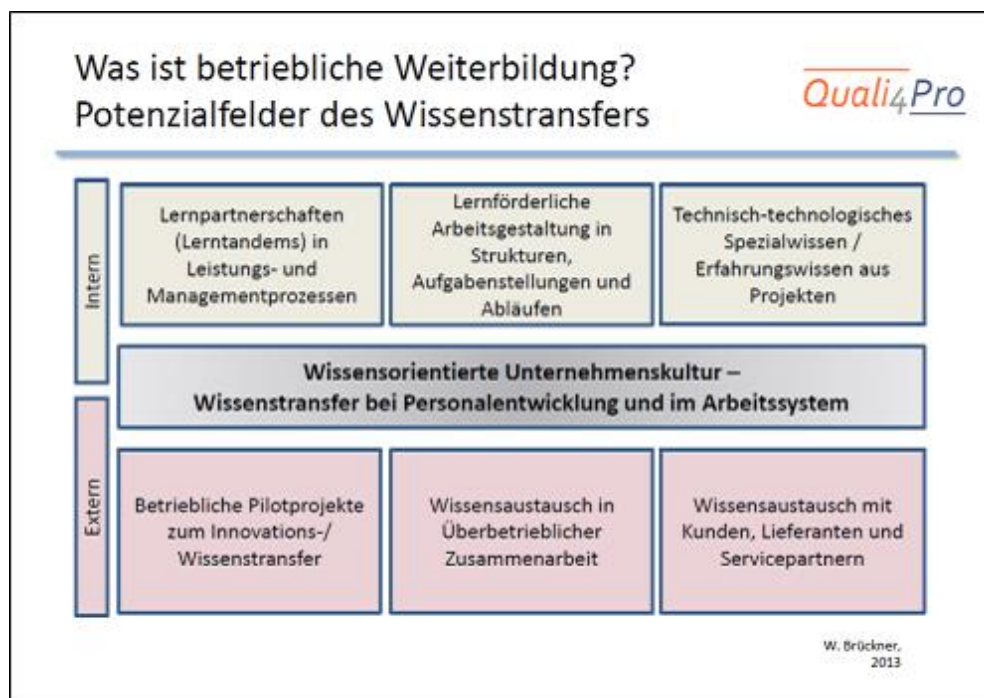 Was ist betriebliche Weiterbildung?
Potenzialfelder des Wissenstransfers
Quali4Pro
Intern
Lernpartnerschaften
(Lerntandems) in
Leistungs- und
Managementprozessen
Lernförderliche
Arbeitsgestaltung in
Strukturen,
Aufgabenstellungen und
Abläufen
Technisch-technologisches
Spezialwissen /
Erfahrungswissen aus
Projekten
Wissensorientierte Unternehmenskultur –
Wissenstransfer bei Personalentwicklung und im Arbeitssystem
Extern
Betriebliche Pilotprojekte
zum Innovations-/
Wissenstransfer
Wissensaustausch in
Überbetrieblicher
Zusammenarbeit
Wissensaustausch mit
Kunden, Lieferanten und
Servicepartnern
W. Brückner,
2013